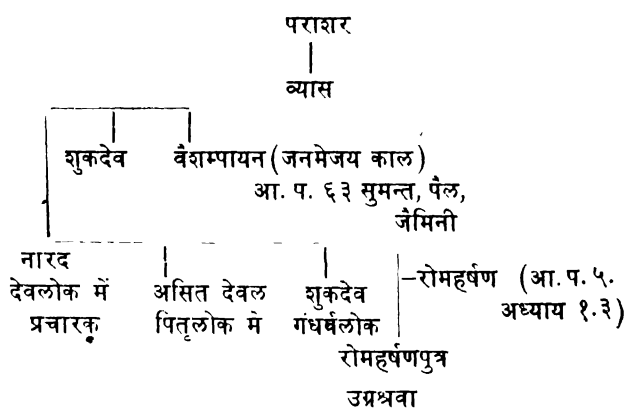 पराशर
व्यास
शुकदेव वैशम्पायन (जनमेजय काल)
आ. प. ६३ सुमन्त, पैल,
जैमिनी
नारद
देवलोक में
प्रचारक
असित देवल
पितृलोक मे
शुकदेव
गंधर्वलोक
–रोमहर्षण (आ. प. ५.
अध्याय १.३)
रोमहर्षणपुत्र
उग्रश्रवा